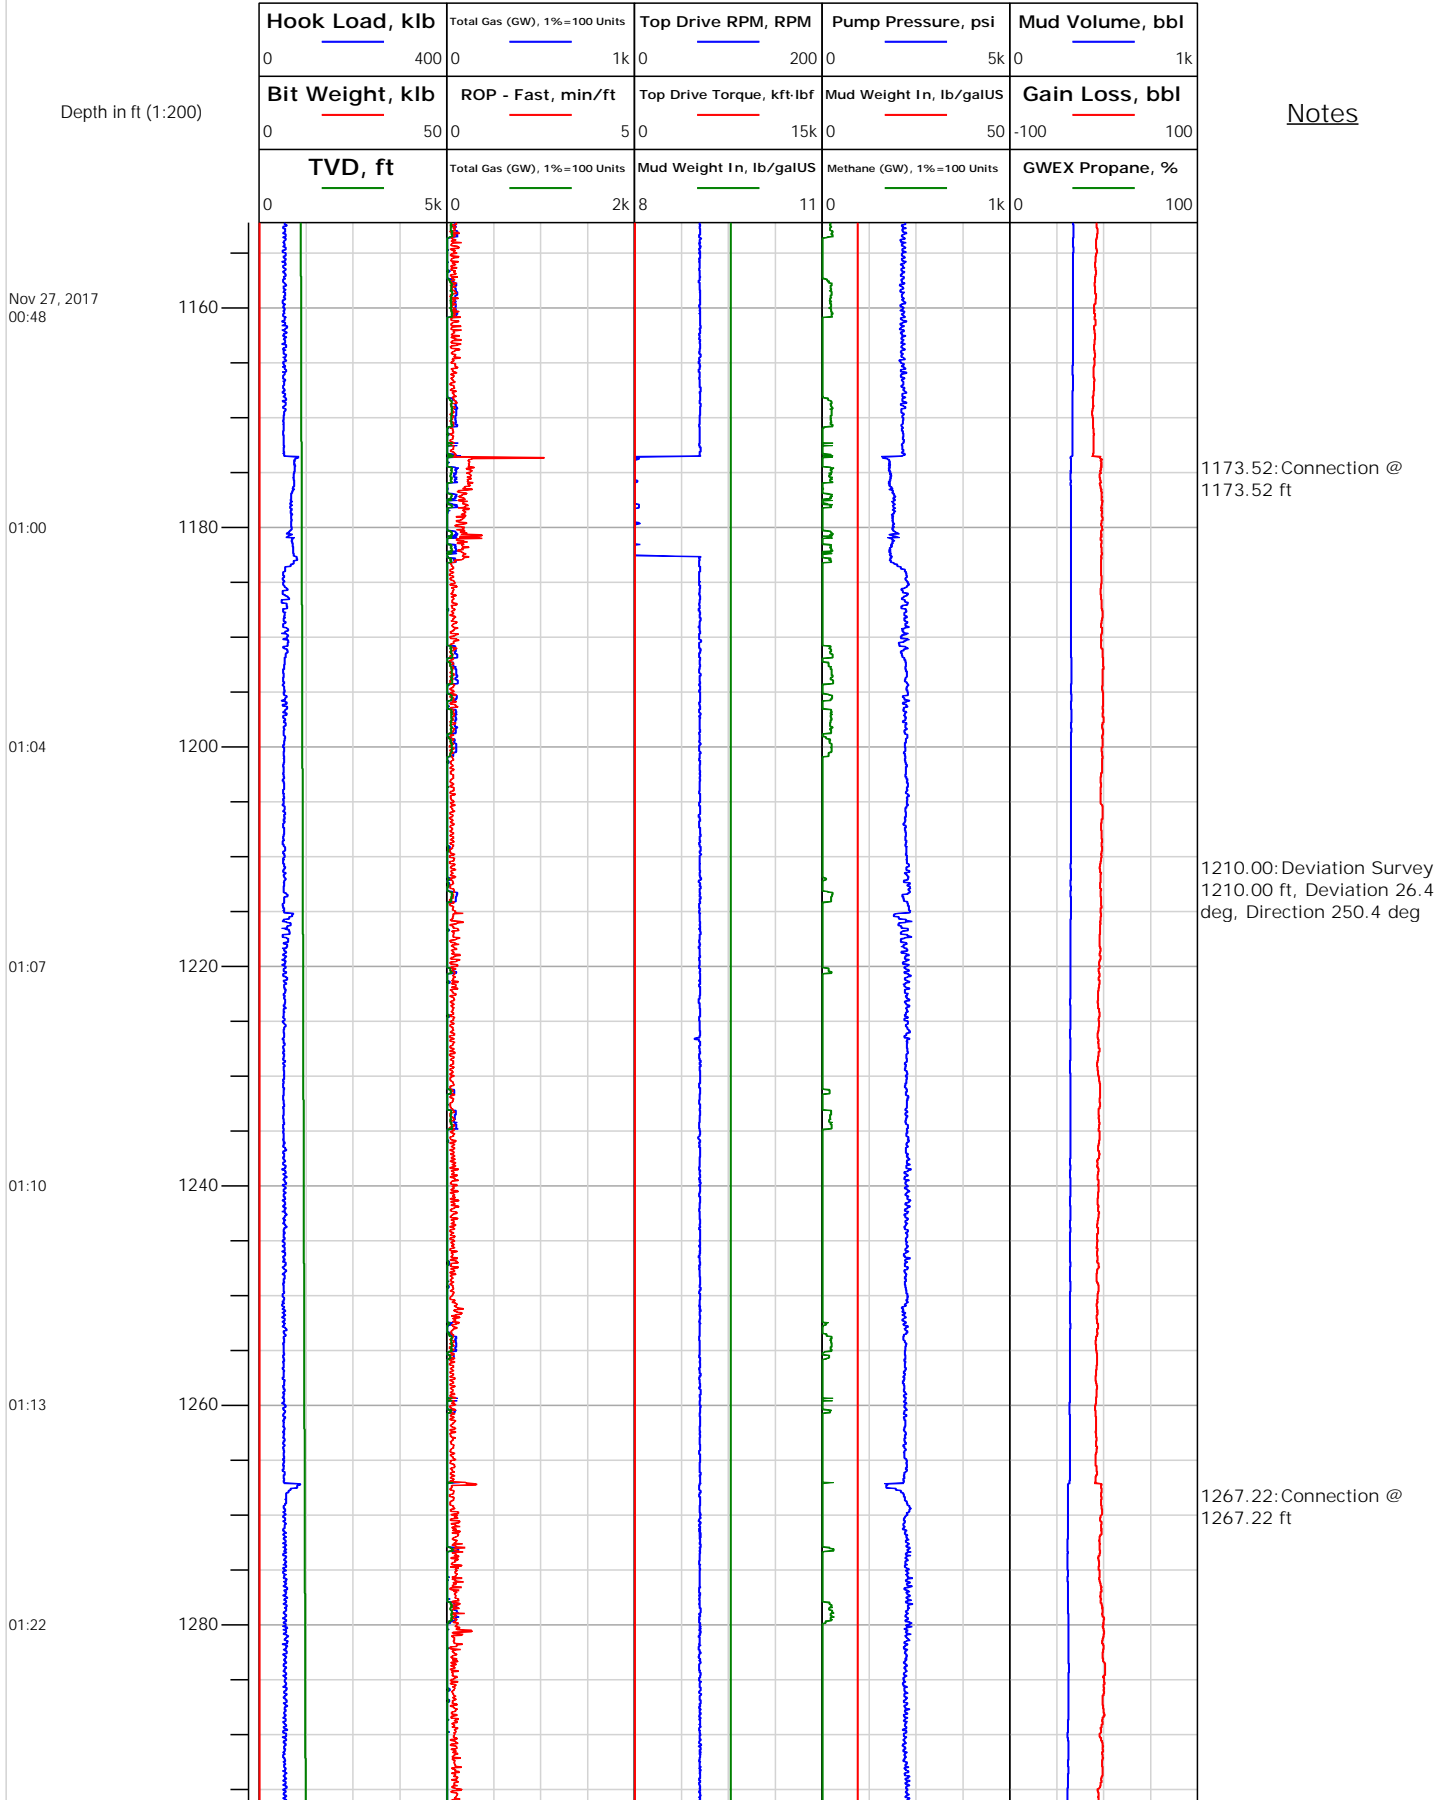 Hook Load, klb
0 400
Total Gas (GW), 1%=100 Units
0 1k
Top Drive RPM, RPM
0 200
Pump Pressure, psi
0 5k
Mud Volume, bbl
0 1k
Depth in ft (1:200)
Bit Weight, klb
0 50
ROP - Fast, min/ft
0 5
Top Drive Torque, kft·lbf
0 15k
Mud Weight In, lb/galUS
0 50
Gain Loss, bbl
-100 100
Notes
TVD, ft
0 5k
Total Gas (GW), 1%=100 Units
0 2k
Mud Weight In, lb/galUS
8 11
Methane (GW), 1%=100 Units
0 1k
GWEX Propane, %
0 100
Nov 27, 2017
00:48
1160
1173.52:Connection @
1173.52 ft
01:00 1180
01:04 1200
1210.00:Deviation Survey
1210.00 ft, Deviation 26.4
deg, Direction 250.4 deg
01:07 1220
01:10 1240
01:13 1260
1267.22:Connection @
1267.22 ft
01:22 1280